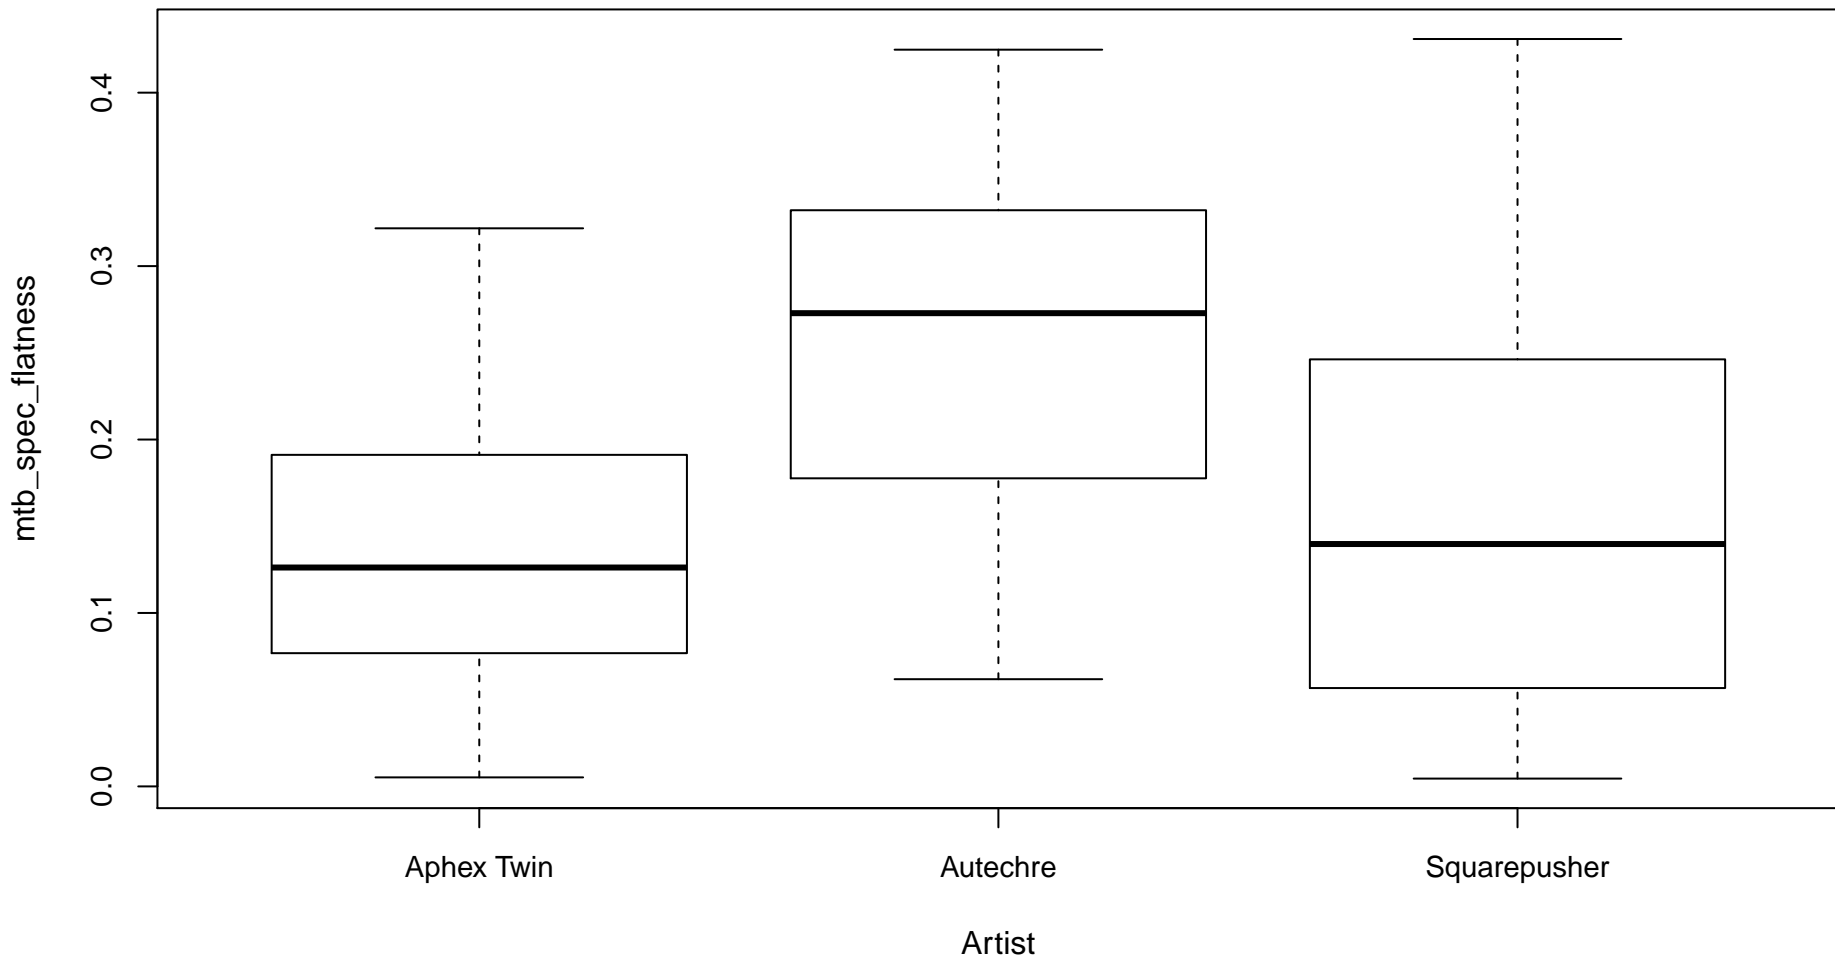 mtb_spec_flatness
0.4
0.3
0.2
0.1
0.0
Aphex Twin
Autechre
Squarepusher
Artist